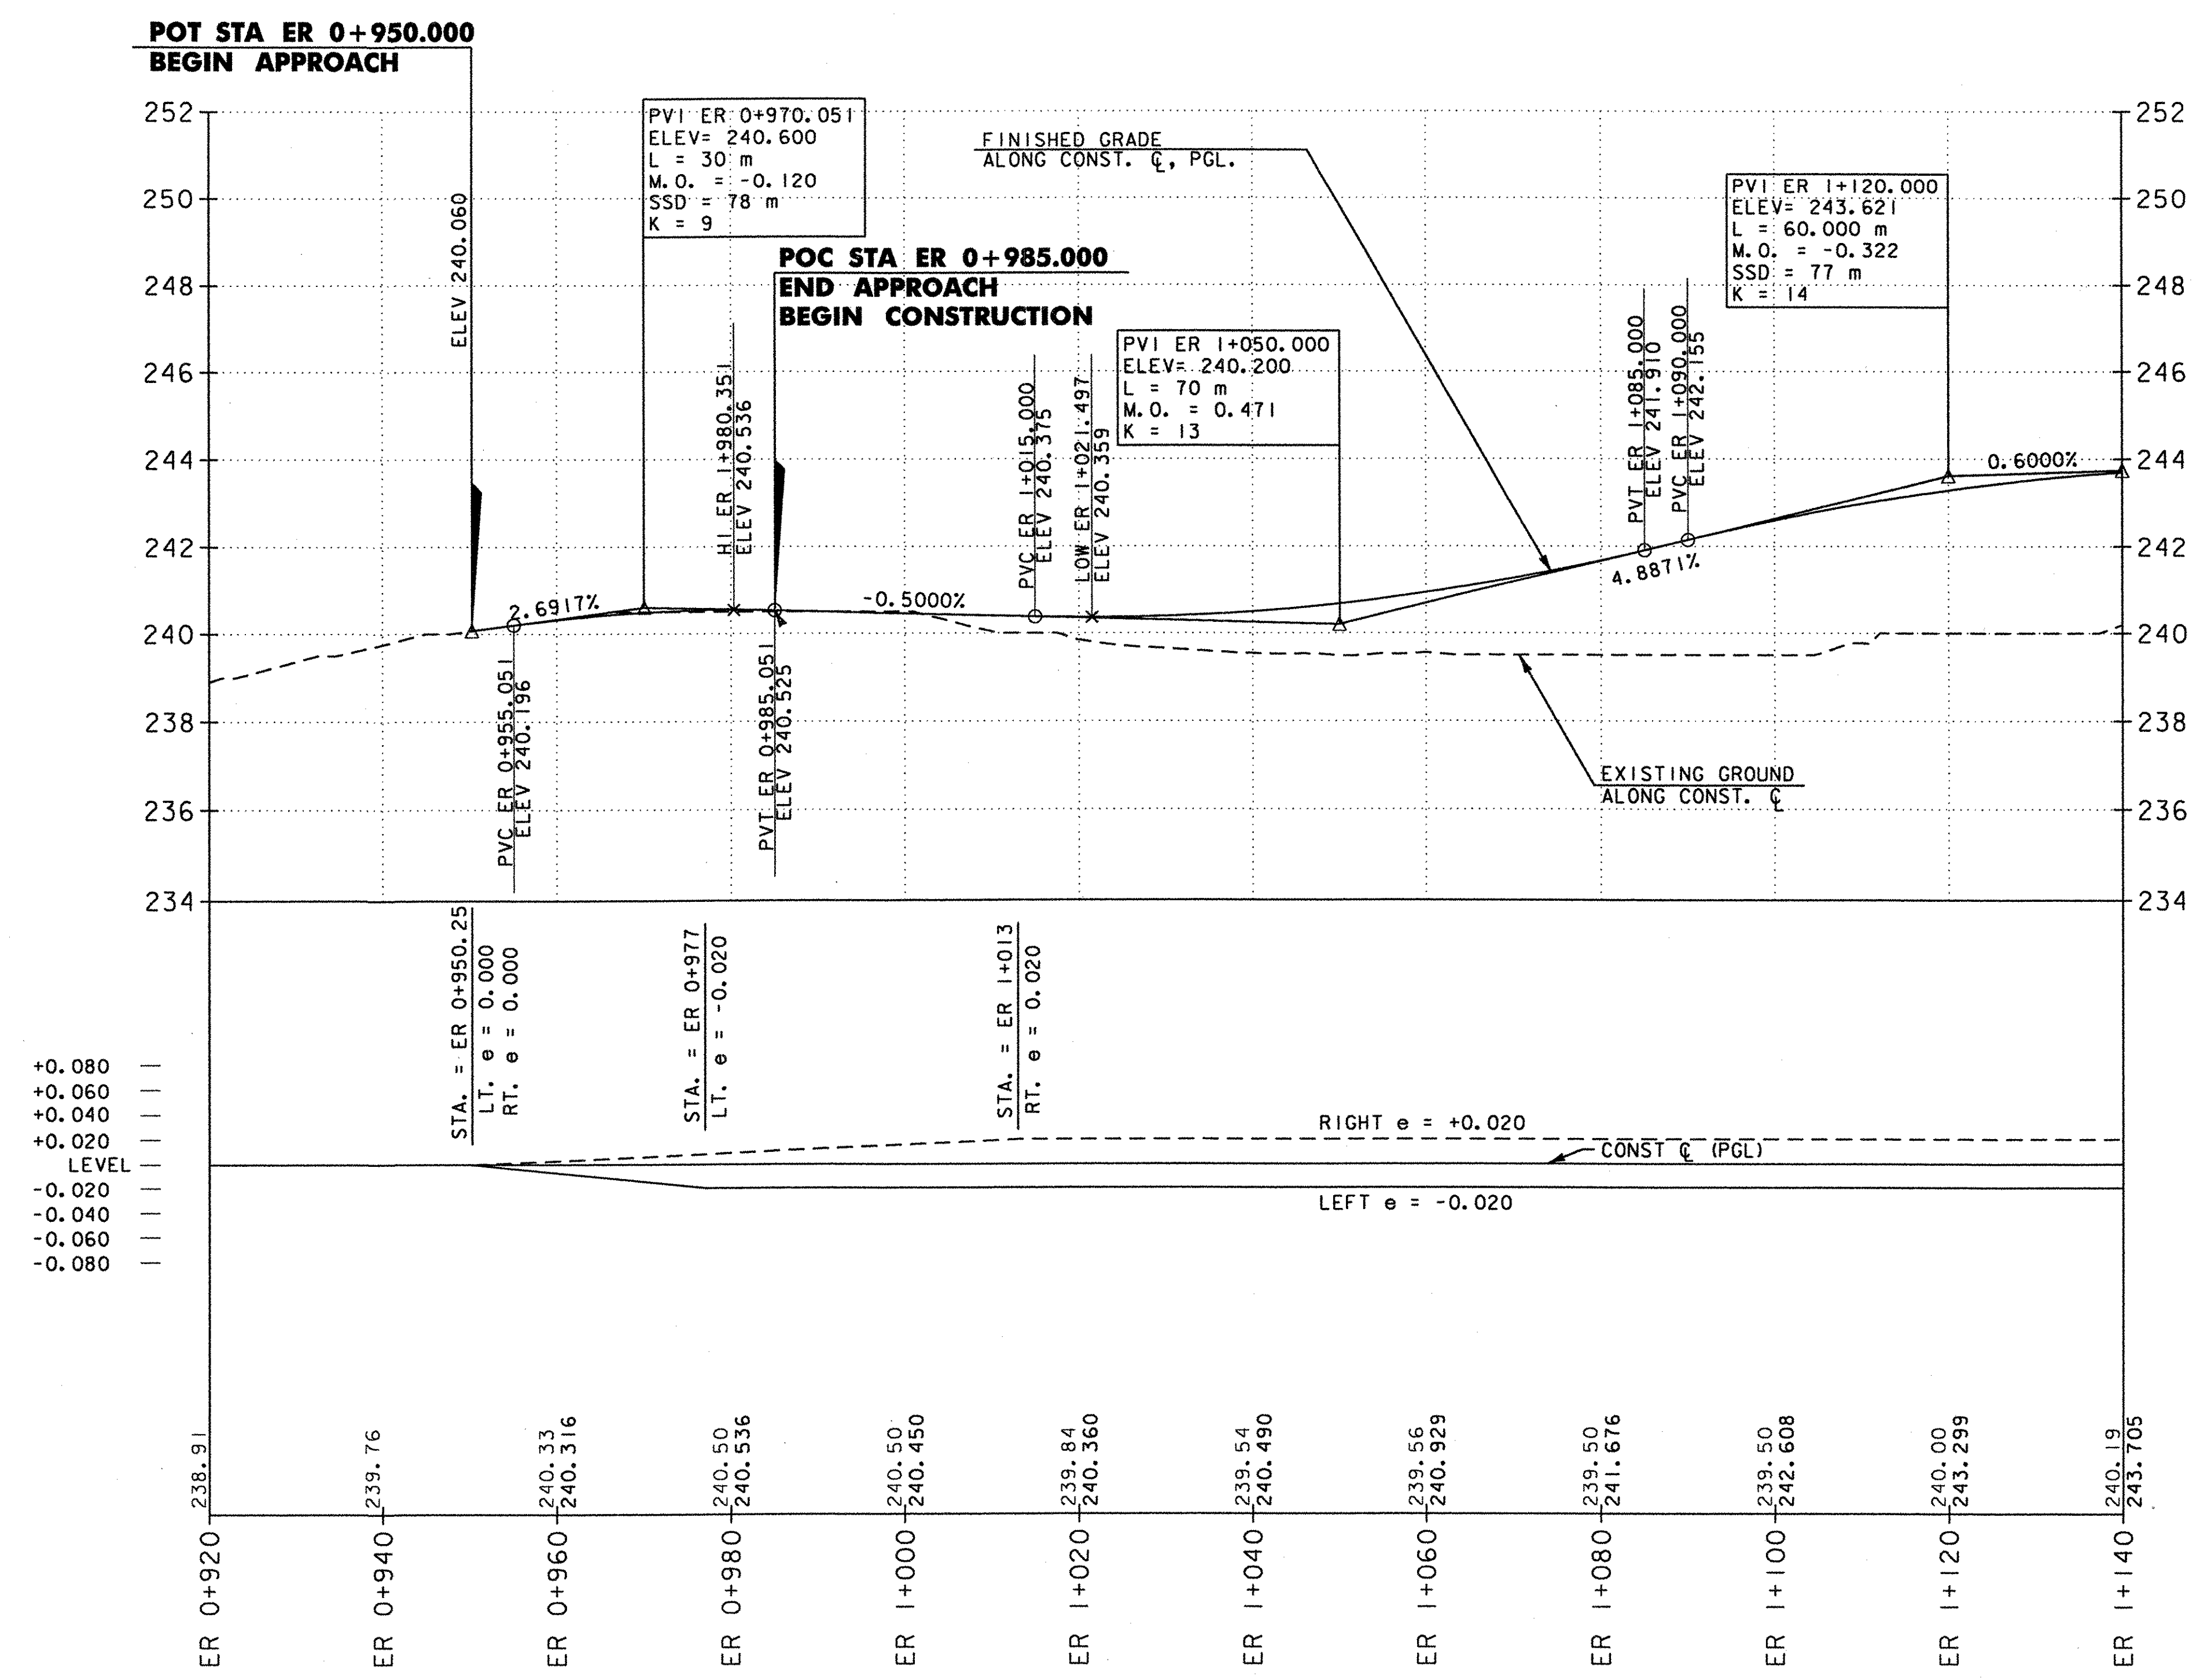 POT STA ER 0+950.000
BEGIN APPROACH
252
250
248
246
244
242
240
238
236
234
252
250
248
246
244
242
240
238
236
234
ELEV 240.060
PVI ER 0+970.051
ELEV= 240.600
L = 30 m
M.O. = -0.120
SSD = 78 m
K = 9
FINISHED GRADE
ALONG CONST. ℄, PGL.
PVI ER 1+120.000
ELEV= 243.621
L = 60.000 m
M.O. = -0.322
SSD = 77 m
K = 14
POC STA ER 0+985.000
END APPROACH
BEGIN CONSTRUCTION
HI ER 1+980.351
ELEV 240.536
PVI ER 1+050.000
ELEV= 240.200
L = 70 m
M.O. = 0.471
K = 13
PVC ER 1+015.000
ELEV 240.375
LOW ER 1+021.497
ELEV 240.359
PVT ER 1+085.000
ELEV 241.910
PVC ER 1+090.000
ELEV 242.155
2.6917%
-0.5000%
4.8871%
0.6000%
PVC ER 0+955.051
ELEV 240.196
PVT ER 0+985.051
ELEV 240.525
EXISTING GROUND
ALONG CONST. ℄
STA. = ER 0+950.25
LT. e = 0.000
RT. e = 0.000
STA. = ER 0+977
LT. e = -0.020
STA. = ER 1+013
RT. e = 0.020
+0.080
+0.060
+0.040
+0.020
LEVEL
-0.020
-0.040
-0.060
-0.080
RIGHT e = +0.020
CONST ℄ (PGL)
LEFT e = -0.020
238.91
239.76
240.33
240.316
240.50
240.536
240.50
240.450
239.84
240.360
239.54
240.490
239.56
240.929
239.50
241.676
239.50
242.608
240.00
243.299
240.19
243.705
ER 0+920
ER 0+940
ER 0+960
ER 0+980
ER 1+000
ER 1+020
ER 1+040
ER 1+060
ER 1+080
ER 1+100
ER 1+120
ER 1+140